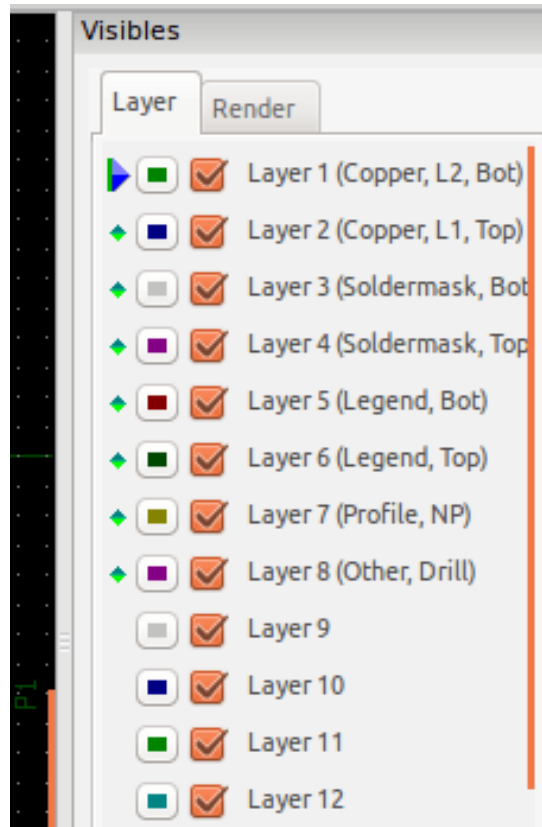 Visibles
Layer
Render
Layer 1 (Copper, L2, Bot)
Layer 2 (Copper, L1, Top)
Layer 3 (Soldermask, Bot
Layer 4 (Soldermask, Top
Layer 5 (Legend, Bot)
Layer 6 (Legend, Top)
Layer 7 (Profile, NP)
Layer 8 (Other, Drill)
Layer 9
Layer 10
Layer 11
Layer 12
P1